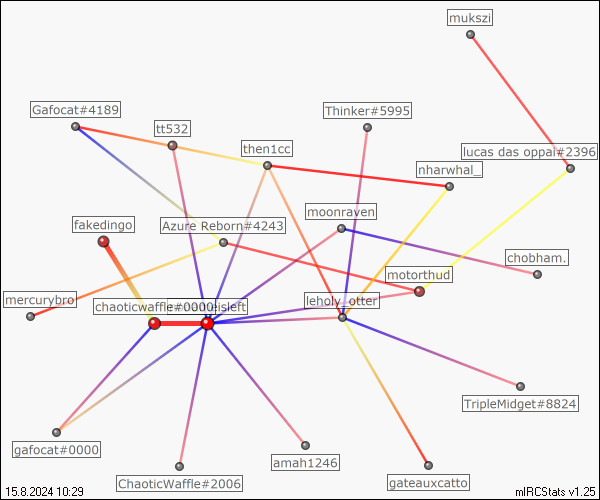 mukszi
Gafocat#4189
Thinker#5995
tt532
then1cc
lucas das oppai#2396
nharwhal_
moonraven
fakedingo
Azure Reborn#4243
chobham.
motorthud
mercurybro
chaoticwaffle#0000
isleft
leholy_otter
TripleMidget#8824
gafocat#0000
amah1246
ChaoticWaffle#2006
gateauxcatto
15.8.2024 10:29
mIRCStats v1.25